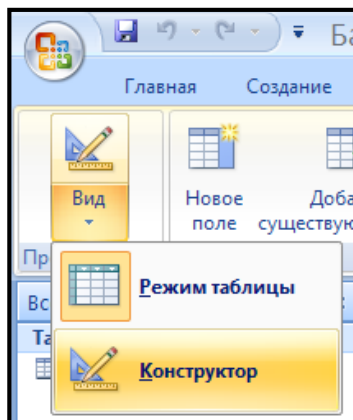 Ба
Главная Создание
Вид Новое поле Доба существую
Пр
Режим таблицы
Вс
Та
Конструктор